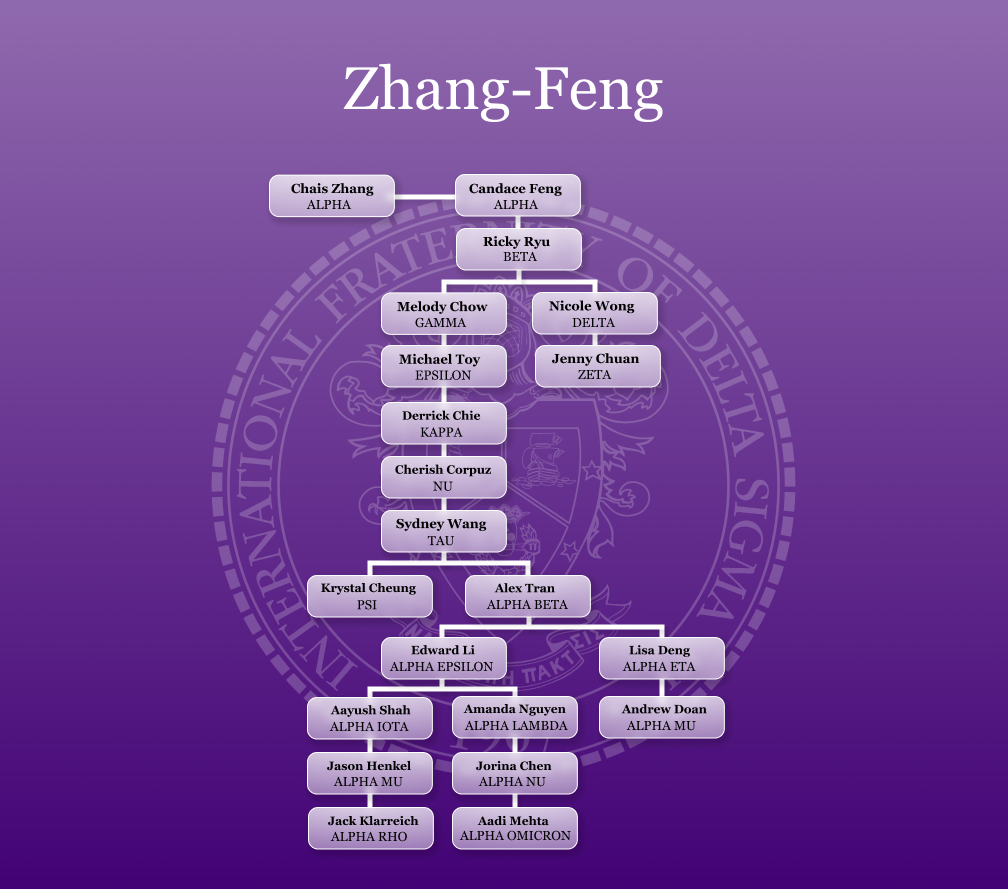 Zhang-Feng
Chais Zhang
ALPHA
Candace Feng
ALPHA
Ricky Ryu
BETA
Melody Chow
GAMMA
Nicole Wong
DELTA
Michael Toy
EPSILON
Jenny Chuan
ZETA
Derrick Chie
KAPPA
Cherish Corpuz
NU
Sydney Wang
TAU
Krystal Cheung
PSI
Alex Tran
ALPHA BETA
Edward Li
ALPHA EPSILON
Lisa Deng
ALPHA ETA
Aayush Shah
ALPHA IOTA
Amanda Nguyen
ALPHA LAMBDA
Andrew Doan
ALPHA MU
Jason Henkel
ALPHA MU
Jorina Chen
ALPHA NU
Jack Klarreich
ALPHA RHO
Aadi Mehta
ALPHA OMICRON
INTERNATIONAL FRATERNITY OF DELTA SIGMA
ΠΑΚΤΣΙΣ